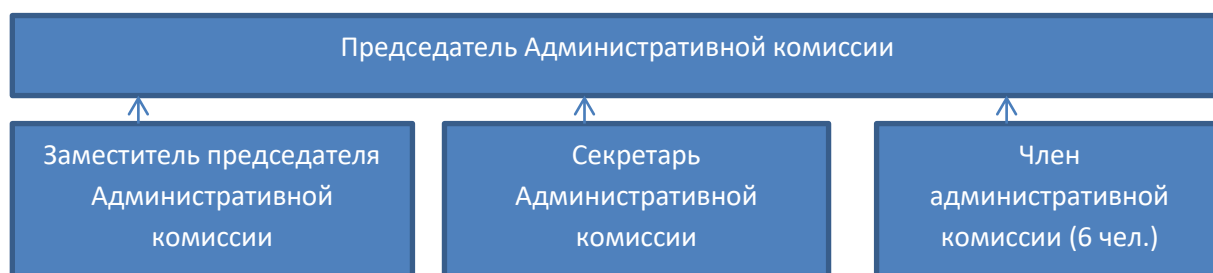 Председатель Административной комиссии
Заместитель председателя
Административной
комиссии
Секретарь
Административной
комиссии
Член
административной
комиссии (6 чел.)